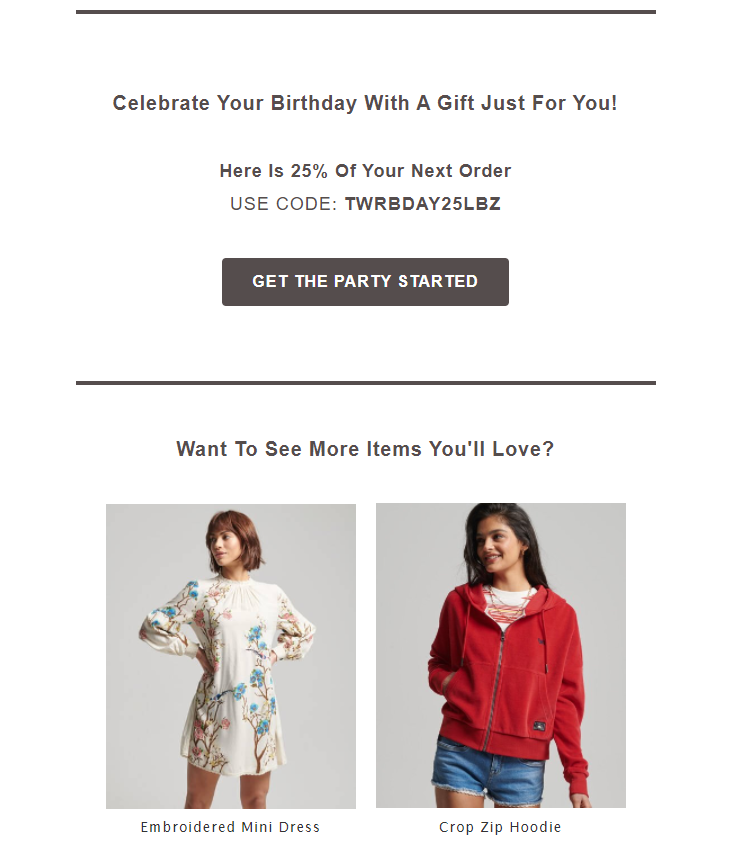 Celebrate Your Birthday With A Gift Just For You!
Here Is 25% Of Your Next Order
USE CODE: TWRBDAY25LBZ
GET THE PARTY STARTED
Want To See More Items You'll Love?
Embroidered Mini Dress
Crop Zip Hoodie